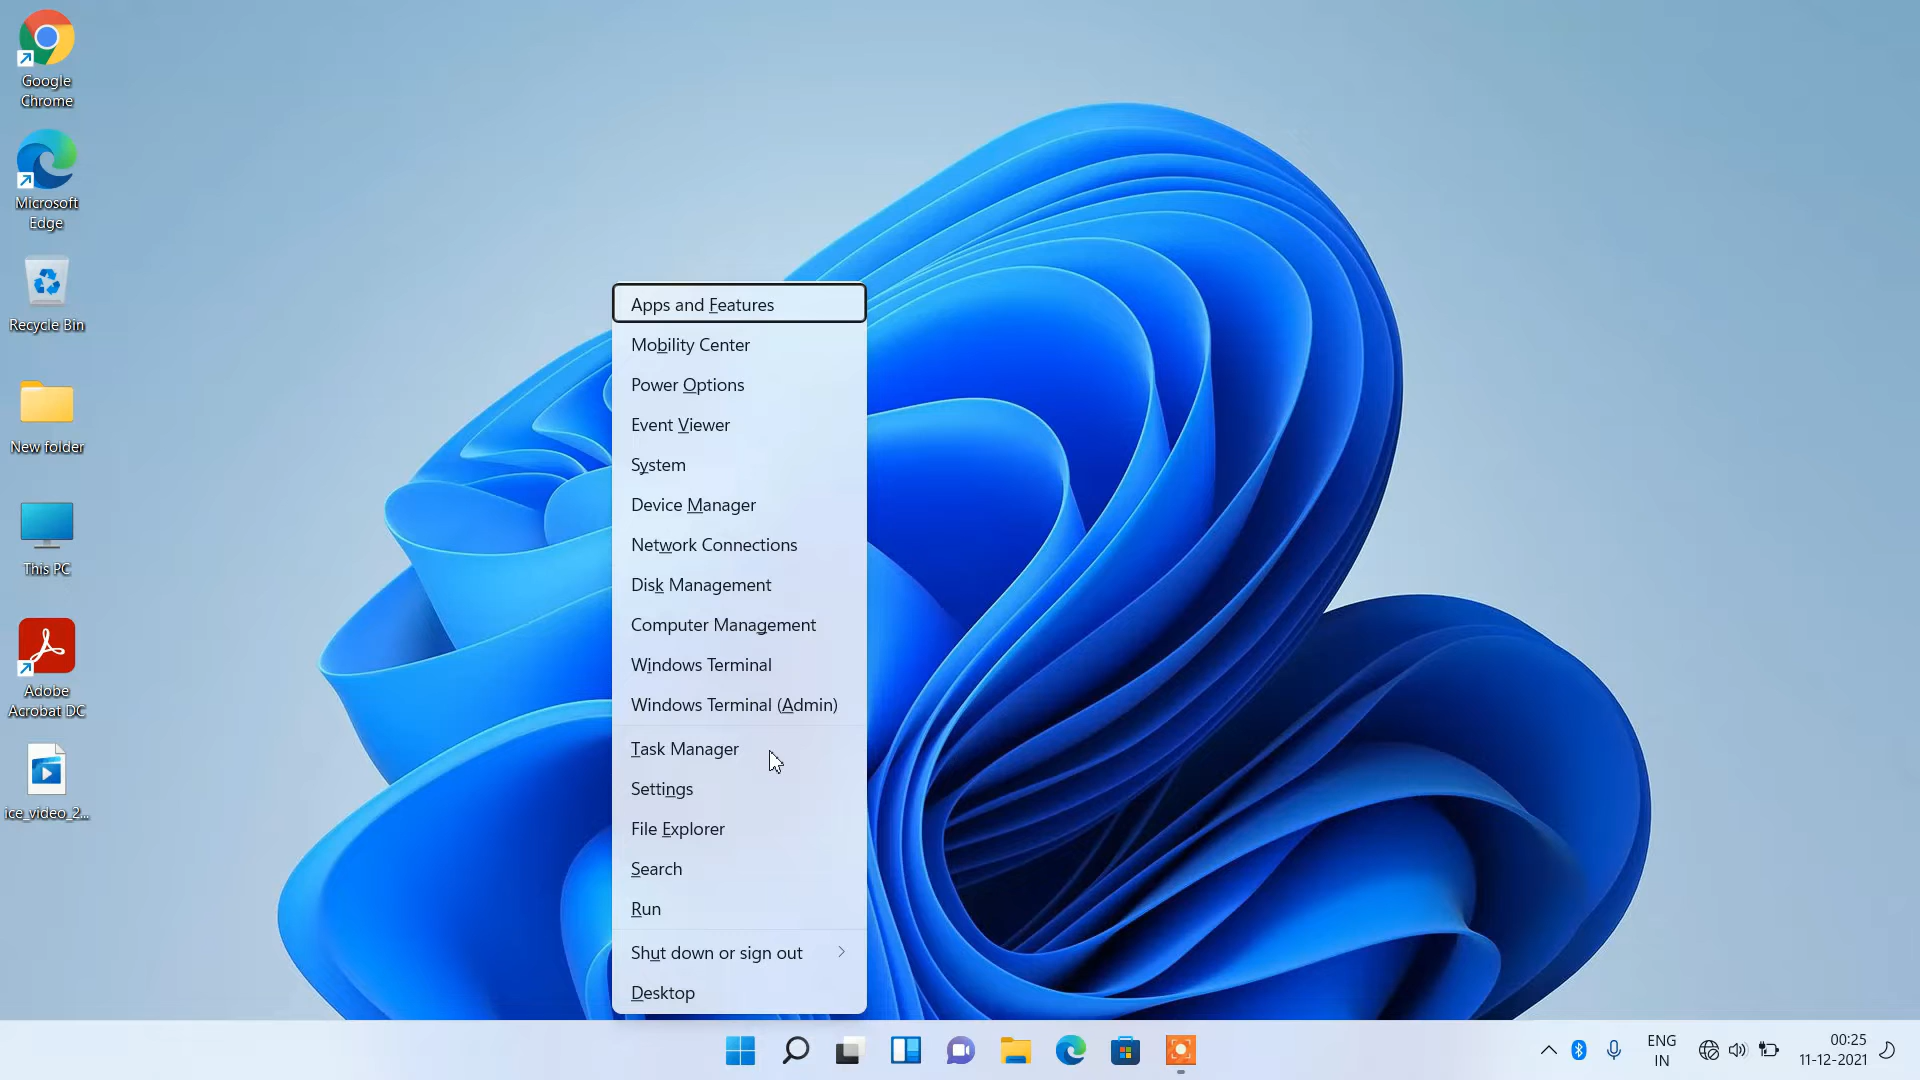 Google
Chrome
Microsoft
Edge
Recycle Bin
New folder
This PC
Adobe
Acrobat DC
ice_video_2...
Apps and Features
Mobility Center
Power Options
Event Viewer
System
Device Manager
Network Connections
Disk Management
Computer Management
Windows Terminal
Windows Terminal (Admin)
Task Manager
Settings
File Explorer
Search
Run
Shut down or sign out
Desktop
ENG
IN
00:25
11-12-2021